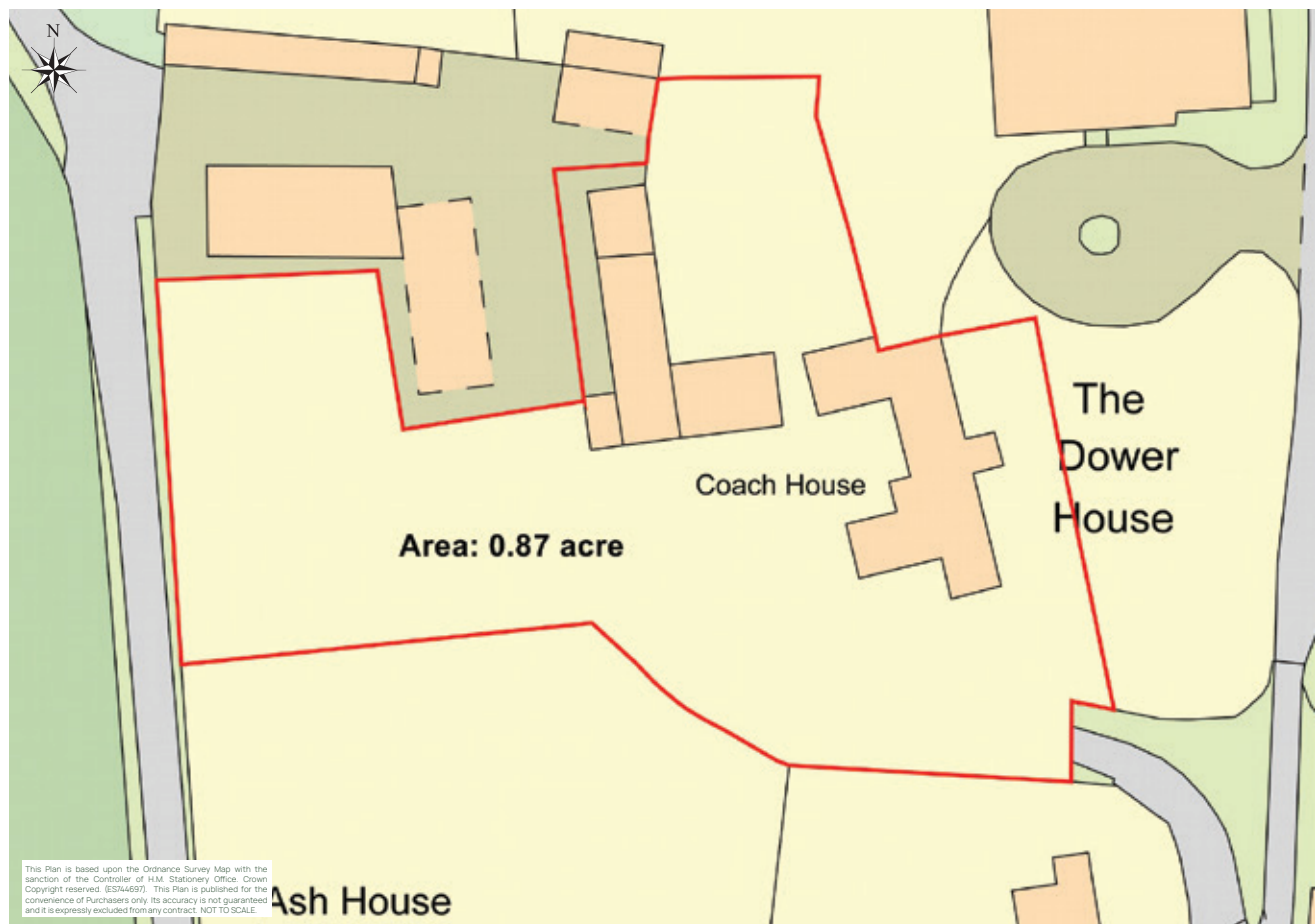 N
The
Dower
House
Coach House
Area: 0.87 acre
Ash House
This Plan is based upon the Ordnance Survey Map with the
sanction of the Controller of H.M. Stationery Office. Crown
Copyright reserved. (ES744697). This Plan is published for the
convenience of Purchasers only. Its accuracy is not guaranteed
and it is expressly excluded from any contract. NOT TO SCALE.